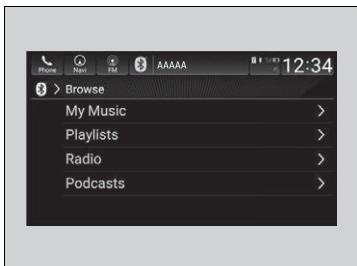 Phone
Navi
FM
AAAAA
12:34
> Browse
My Music
Playlists
Radio
Podcasts